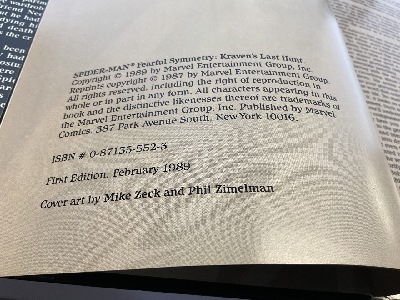 SPIDER-MAN® Fearful Symmetry: Kraven's Last Hunt
Copyright © 1989 by Marvel Entertainment Group, Inc.
Reprints copyright © 1987 by Marvel Entertainment Group.
All rights reserved, including the right of reproduction in
whole or in part in any form. All characters appearing in this
book and the distinctive likenesses thereof are trademarks of
the Marvel Entertainment Group, Inc. Published by Marvel
Comics. 387 Park Avenue South, New York 10016.
ISBN # 0-87135-552-3
First Edition, February 1989
Cover art by Mike Zeck and Phil Zimelman